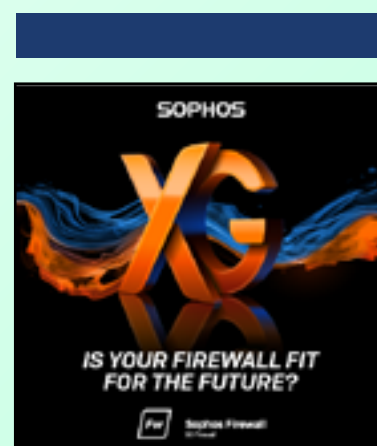 SOPHOS
XG
IS YOUR FIREWALL FIT
FOR THE FUTURE?
Fw
Sophos Firewall